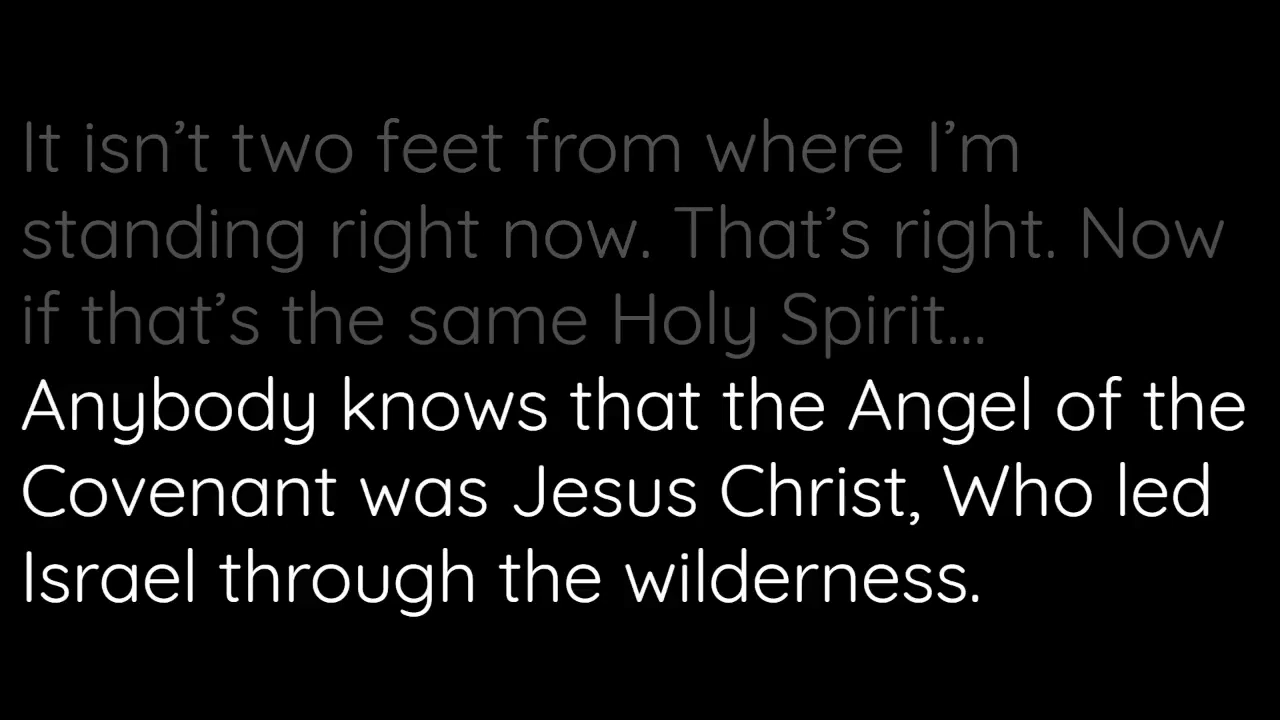 It isn’t two feet from where I’m
standing right now. That’s right. Now
if that’s the same Holy Spirit...
Anybody knows that the Angel of the
Covenant was Jesus Christ, Who led
Israel through the wilderness.